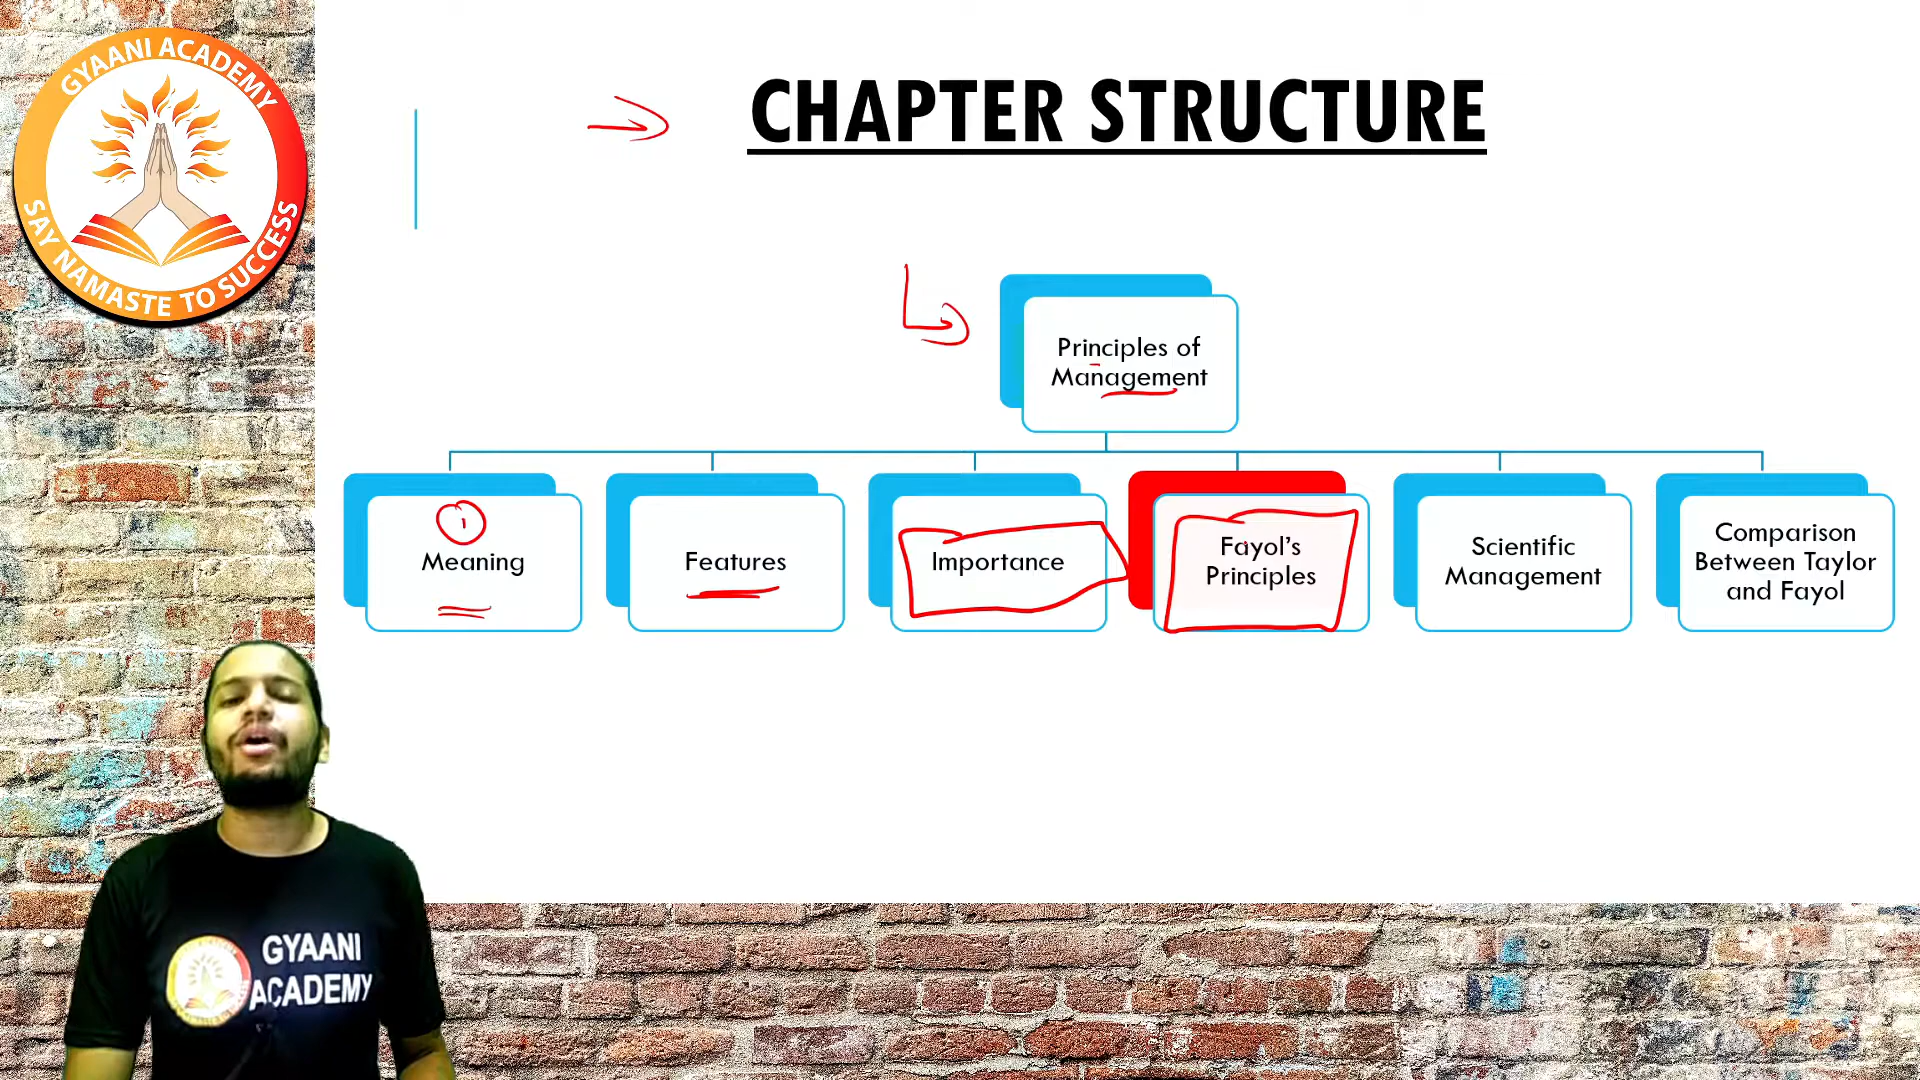 GYAANI ACADEMY
SAY NAMASTE TO SUCCESS
CHAPTER STRUCTURE
Principles of
Management
1
Meaning
Features
Importance
Fayol's
Principles
Scientific
Management
Comparison
Between Taylor
and Fayol
GYAANI
ACADEMY